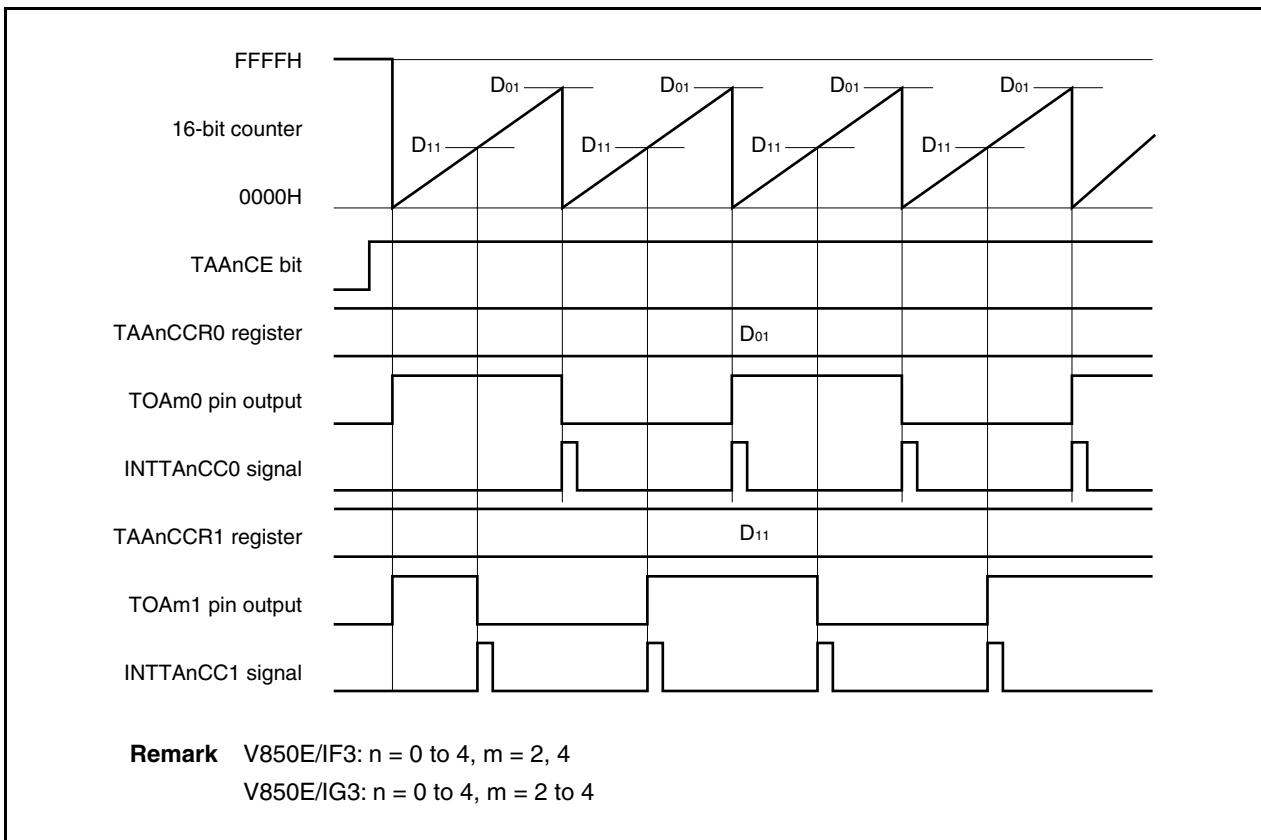 FFFFH
D01 D01 D01 D01
16-bit counter
D11 D11 D11 D11
0000H
TAAnCE bit
TAAnCCR0 register
D01
TOAm0 pin output
INTTAnCC0 signal
TAAnCCR1 register
D11
TOAm1 pin output
INTTAnCC1 signal
Remark V850E/IF3: n = 0 to 4, m = 2, 4
V850E/IG3: n = 0 to 4, m = 2 to 4